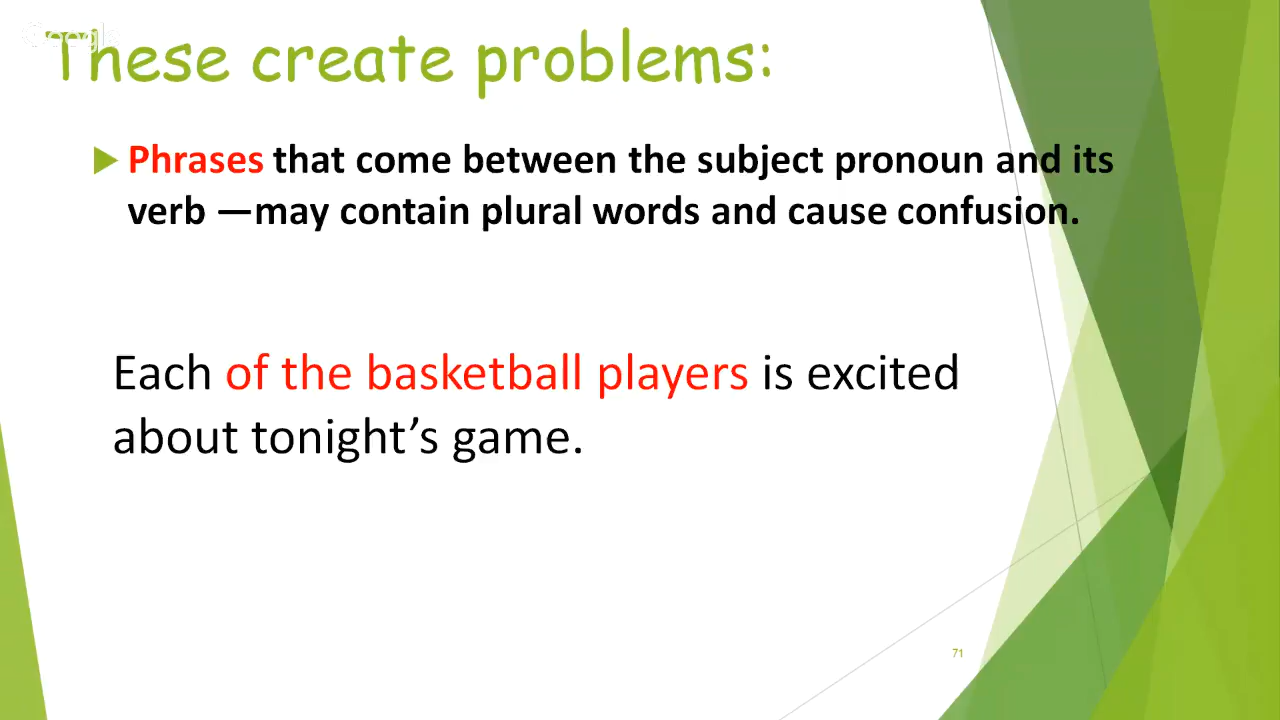 Google
These create problems:
Phrases that come between the subject pronoun and its
verb —may contain plural words and cause confusion.
Each of the basketball players is excited
about tonight’s game.
71